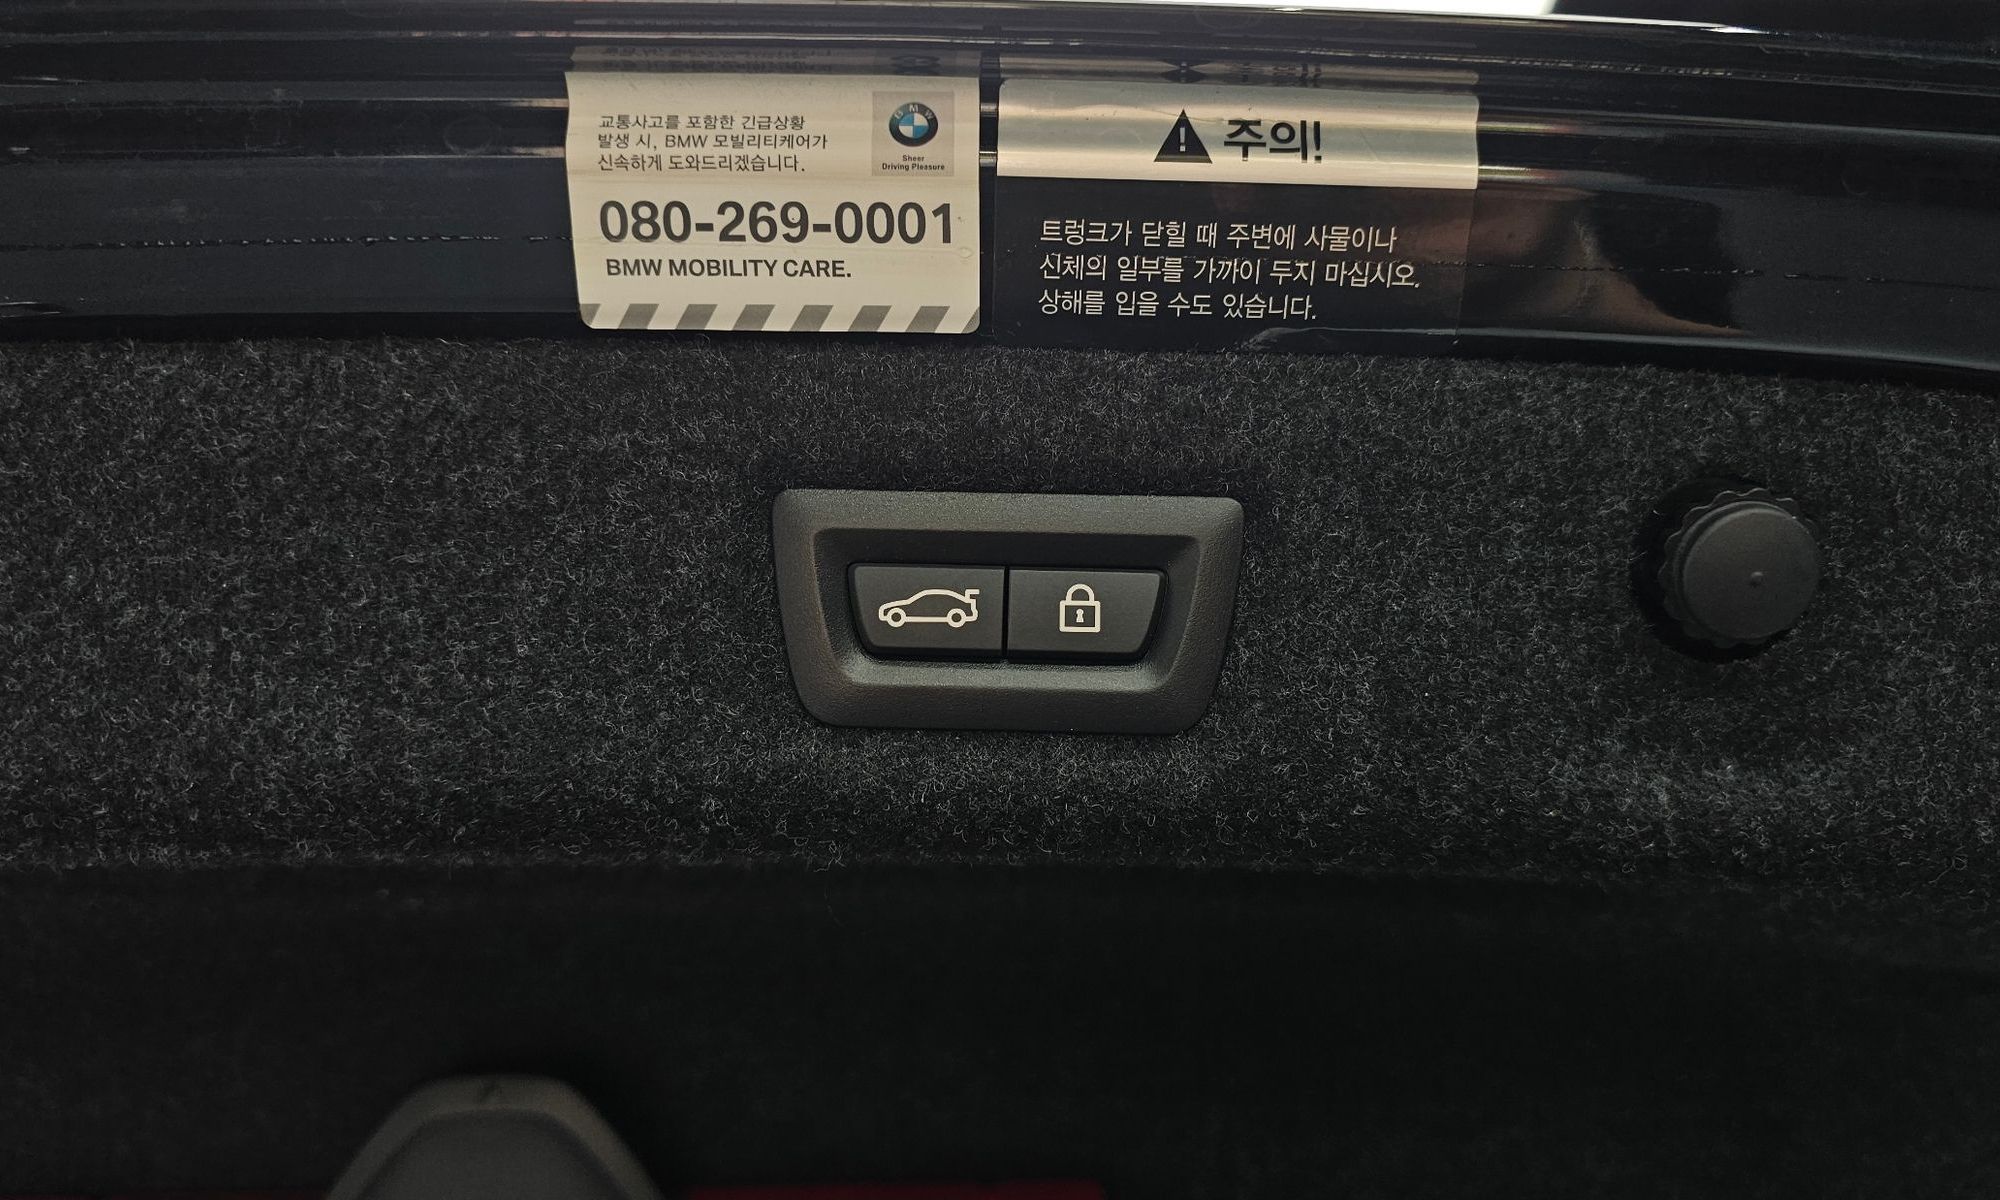 교통사고를 포함한 긴급상황
발생 시, BMW 모빌리티케어가
신속하게 도와드리겠습니다.
BMW
Sheer
Driving Pleasure
080-269-0001
BMW MOBILITY CARE.
주의!
트렁크가 닫힐 때 주변에 사물이나
신체의 일부를 가까이 두지 마십시오.
상해를 입을 수도 있습니다.